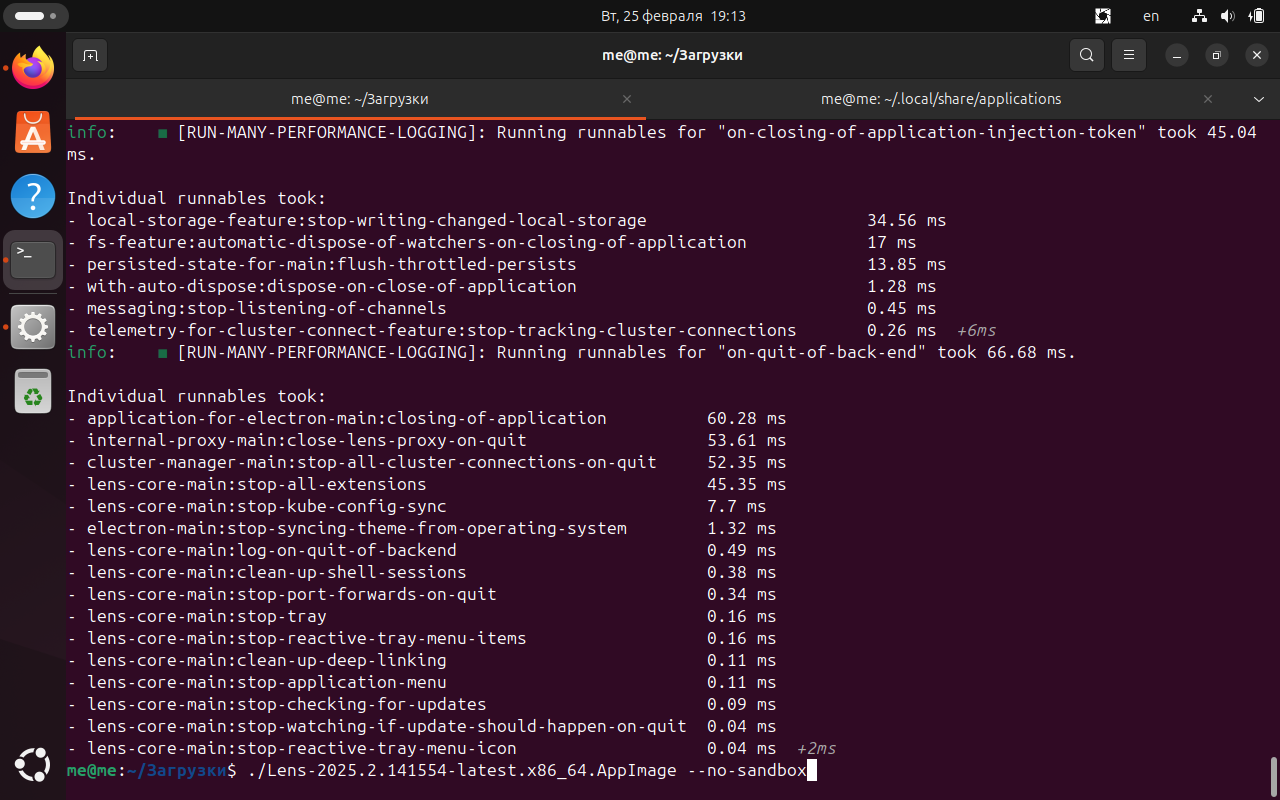 Вт, 25 февраля 19:13
en
me@me: ~/Загрузки
me@me: ~/Загрузки
me@me: ~/.local/share/applications
info: ■ [RUN-MANY-PERFORMANCE-LOGGING]: Running runnables for "on-closing-of-application-injection-token" took 45.04
ms.
Individual runnables took:
- local-storage-feature:stop-writing-changed-local-storage 34.56 ms
- fs-feature:automatic-dispose-of-watchers-on-closing-of-application 17 ms
- persisted-state-for-main:flush-throttled-persists 13.85 ms
- with-auto-dispose:dispose-on-close-of-application 1.28 ms
- messaging:stop-listening-of-channels 0.45 ms
- telemetry-for-cluster-connect-feature:stop-tracking-cluster-connections 0.26 ms +6ms
info: ■ [RUN-MANY-PERFORMANCE-LOGGING]: Running runnables for "on-quit-of-back-end" took 66.68 ms.
Individual runnables took:
- application-for-electron-main:closing-of-application 60.28 ms
- internal-proxy-main:close-lens-proxy-on-quit 53.61 ms
- cluster-manager-main:stop-all-cluster-connections-on-quit 52.35 ms
- lens-core-main:stop-all-extensions 45.35 ms
- lens-core-main:stop-kube-config-sync 7.7 ms
- electron-main:stop-syncing-theme-from-operating-system 1.32 ms
- lens-core-main:log-on-quit-of-backend 0.49 ms
- lens-core-main:clean-up-shell-sessions 0.38 ms
- lens-core-main:stop-port-forwards-on-quit 0.34 ms
- lens-core-main:stop-tray 0.16 ms
- lens-core-main:stop-reactive-tray-menu-items 0.16 ms
- lens-core-main:clean-up-deep-linking 0.11 ms
- lens-core-main:stop-application-menu 0.11 ms
- lens-core-main:stop-checking-for-updates 0.09 ms
- lens-core-main:stop-watching-if-update-should-happen-on-quit 0.04 ms
- lens-core-main:stop-reactive-tray-menu-icon 0.04 ms +2ms
me@me:~/Загрузки$ ./Lens-2025.2.141554-latest.x86_64.AppImage --no-sandbox